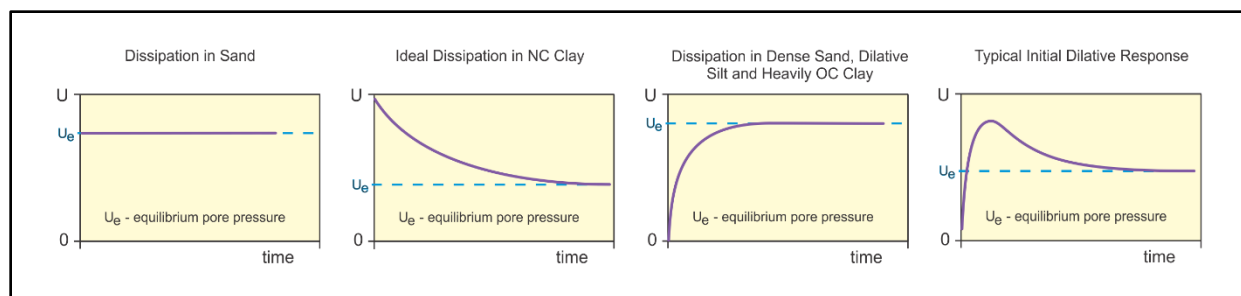 Dissipation in Sand
U
Ue
Ue - equilibrium pore pressure
0
time
Ideal Dissipation in NC Clay
U
Ue
Ue - equilibrium pore pressure
0
time
Dissipation in Dense Sand, Dilative
Silt and Heavily OC Clay
U
Ue
Ue - equilibrium pore pressure
0
time
Typical Initial Dilative Response
U
Ue
Ue - equilibrium pore pressure
0
time